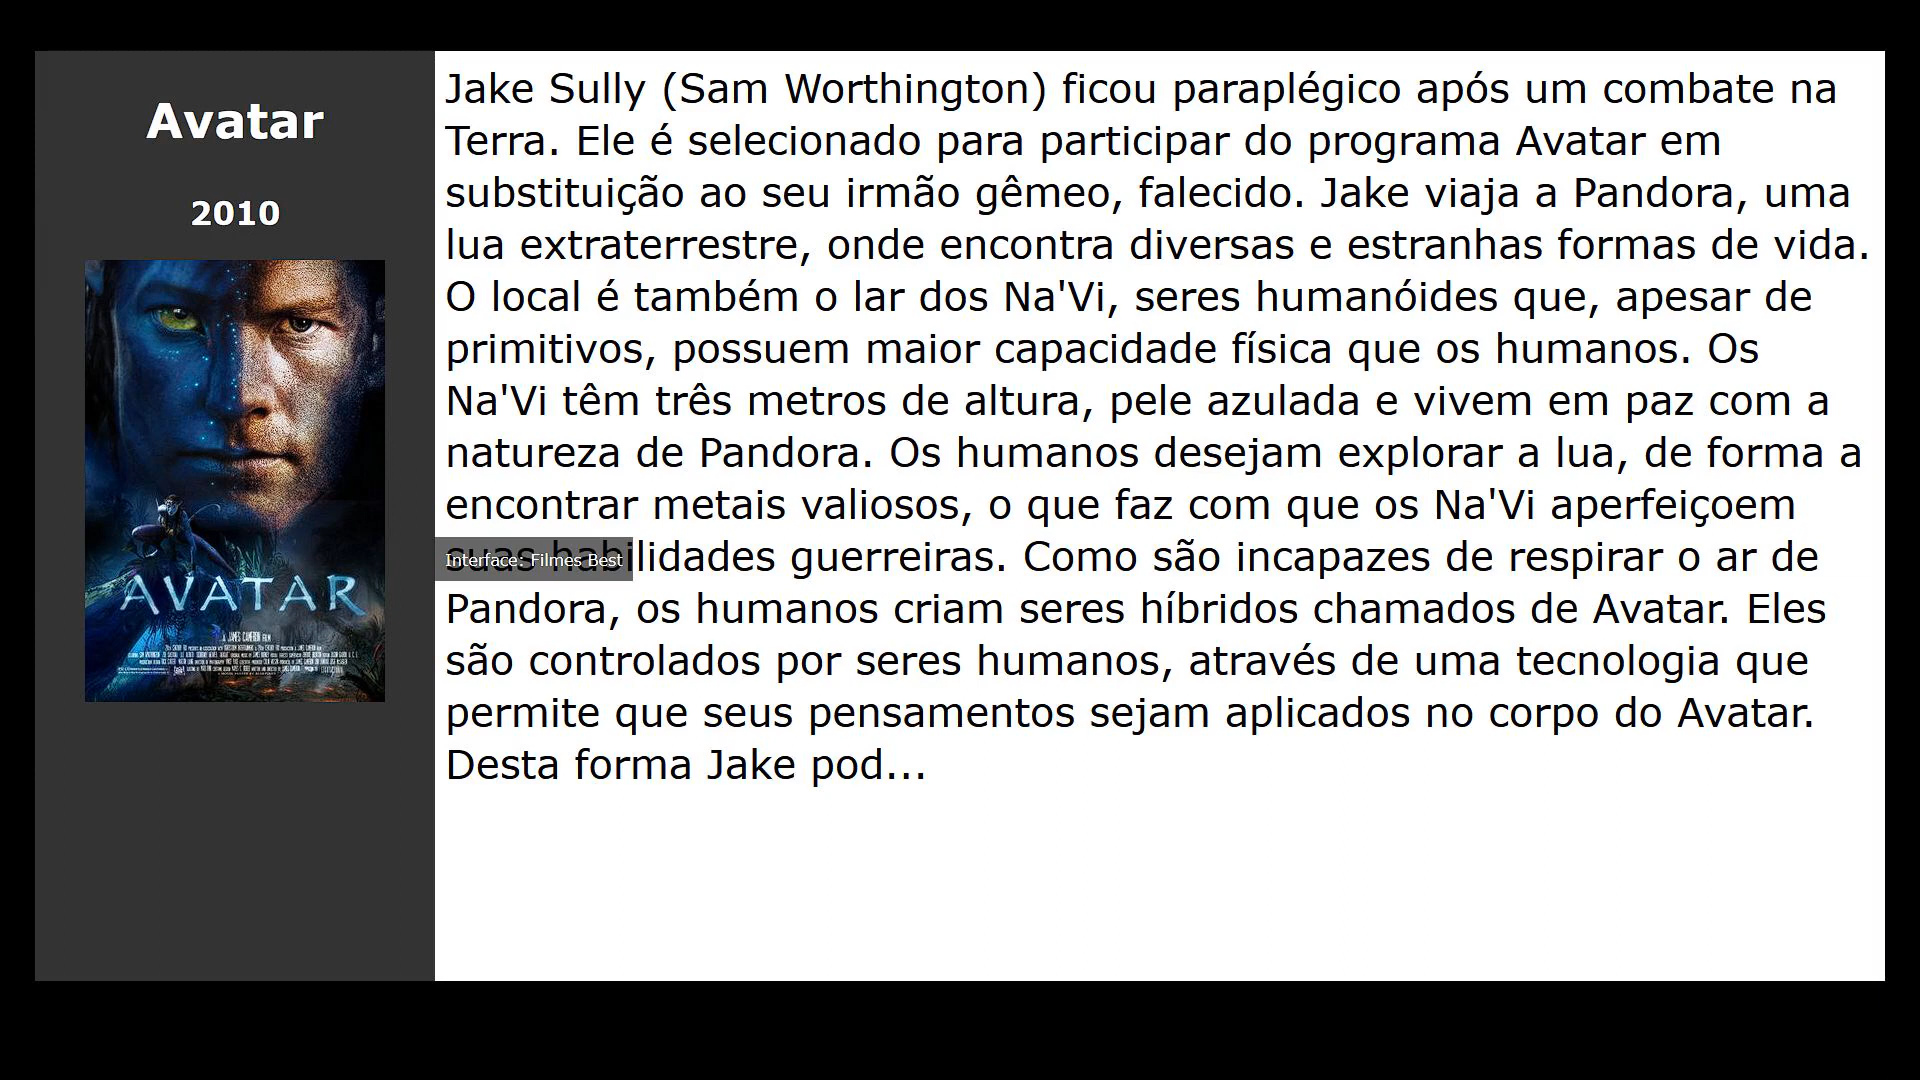 Avatar
2010
A JAMES CAMERON FILM
AVATAR
Jake Sully (Sam Worthington) ficou paraplégico após um combate na
Terra. Ele é selecionado para participar do programa Avatar em
substituição ao seu irmão gêmeo, falecido. Jake viaja a Pandora, uma
lua extraterrestre, onde encontra diversas e estranhas formas de vida.
O local é também o lar dos Na'Vi, seres humanóides que, apesar de
primitivos, possuem maior capacidade física que os humanos. Os
Na'Vi têm três metros de altura, pele azulada e vivem em paz com a
natureza de Pandora. Os humanos desejam explorar a lua, de forma a
encontrar metais valiosos, o que faz com que os Na'Vi aperfeiçoem
suas habilidades guerreiras. Como são incapazes de respirar o ar de
Interface: Filmes Best
Pandora, os humanos criam seres híbridos chamados de Avatar. Eles
são controlados por seres humanos, através de uma tecnologia que
permite que seus pensamentos sejam aplicados no corpo do Avatar.
Desta forma Jake pod...